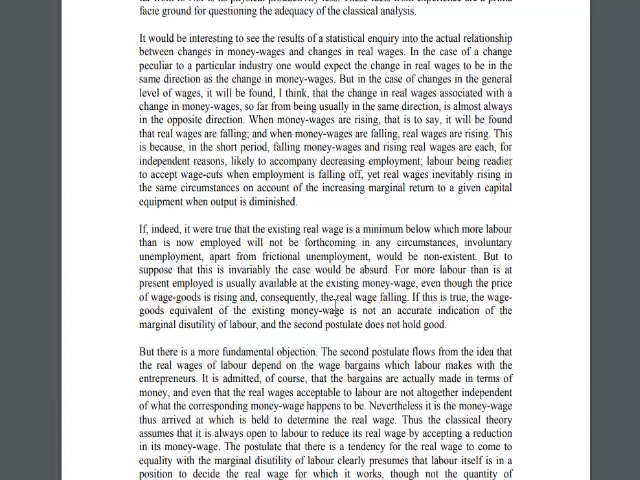 facie ground for questioning the adequacy of the classical analysis.
It would be interesting to see the results of a statistical enquiry into the actual relationship
between changes in money-wages and changes in real wages. In the case of a change
peculiar to a particular industry one would expect the change in real wages to be in the
same direction as the change in money-wages. But in the case of changes in the general
level of wages, it will be found, I think, that the change in real wages associated with a
change in money-wages, so far from being usually in the same direction, is almost always
in the opposite direction. When money-wages are rising, that is to say, it will be found
that real wages are falling; and when money-wages are falling, real wages are rising. This
is because, in the short period, falling money-wages and rising real wages are each, for
independent reasons, likely to accompany decreasing employment; labour being readier
to accept wage-cuts when employment is falling off, yet real wages inevitably rising in
the same circumstances on account of the increasing marginal return to a given capital
equipment when output is diminished.
If, indeed, it were true that the existing real wage is a minimum below which more labour
than is now employed will not be forthcoming in any circumstances, involuntary
unemployment, apart from frictional unemployment, would be non-existent. But to
suppose that this is invariably the case would be absurd. For more labour than is at
present employed is usually available at the existing money-wage, even though the price
of wage-goods is rising and, consequently, the real wage falling. If this is true, the wage-
goods equivalent of the existing money-wage is not an accurate indication of the
marginal disutility of labour, and the second postulate does not hold good.
But there is a more fundamental objection. The second postulate flows from the idea that
the real wages of labour depend on the wage bargains which labour makes with the
entrepreneurs. It is admitted, of course, that the bargains are actually made in terms of
money, and even that the real wages acceptable to labour are not altogether independent
of what the corresponding money-wage happens to be. Nevertheless it is the money-wage
thus arrived at which is held to determine the real wage. Thus the classical theory
assumes that it is always open to labour to reduce its real wage by accepting a reduction
in its money-wage. The postulate that there is a tendency for the real wage to come to
equality with the marginal disutility of labour clearly presumes that labour itself is in a
position to decide the real wage for which it works, though not the quantity of